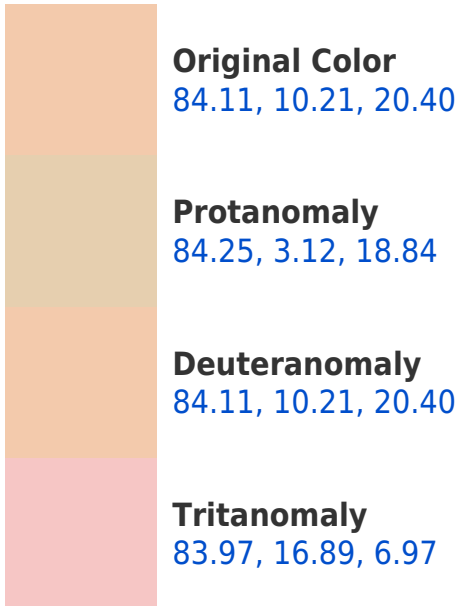 Original Color
84.11, 10.21, 20.40
Protanomaly
84.25, 3.12, 18.84
Deuteranomaly
84.11, 10.21, 20.40
Tritanomaly
83.97, 16.89, 6.97